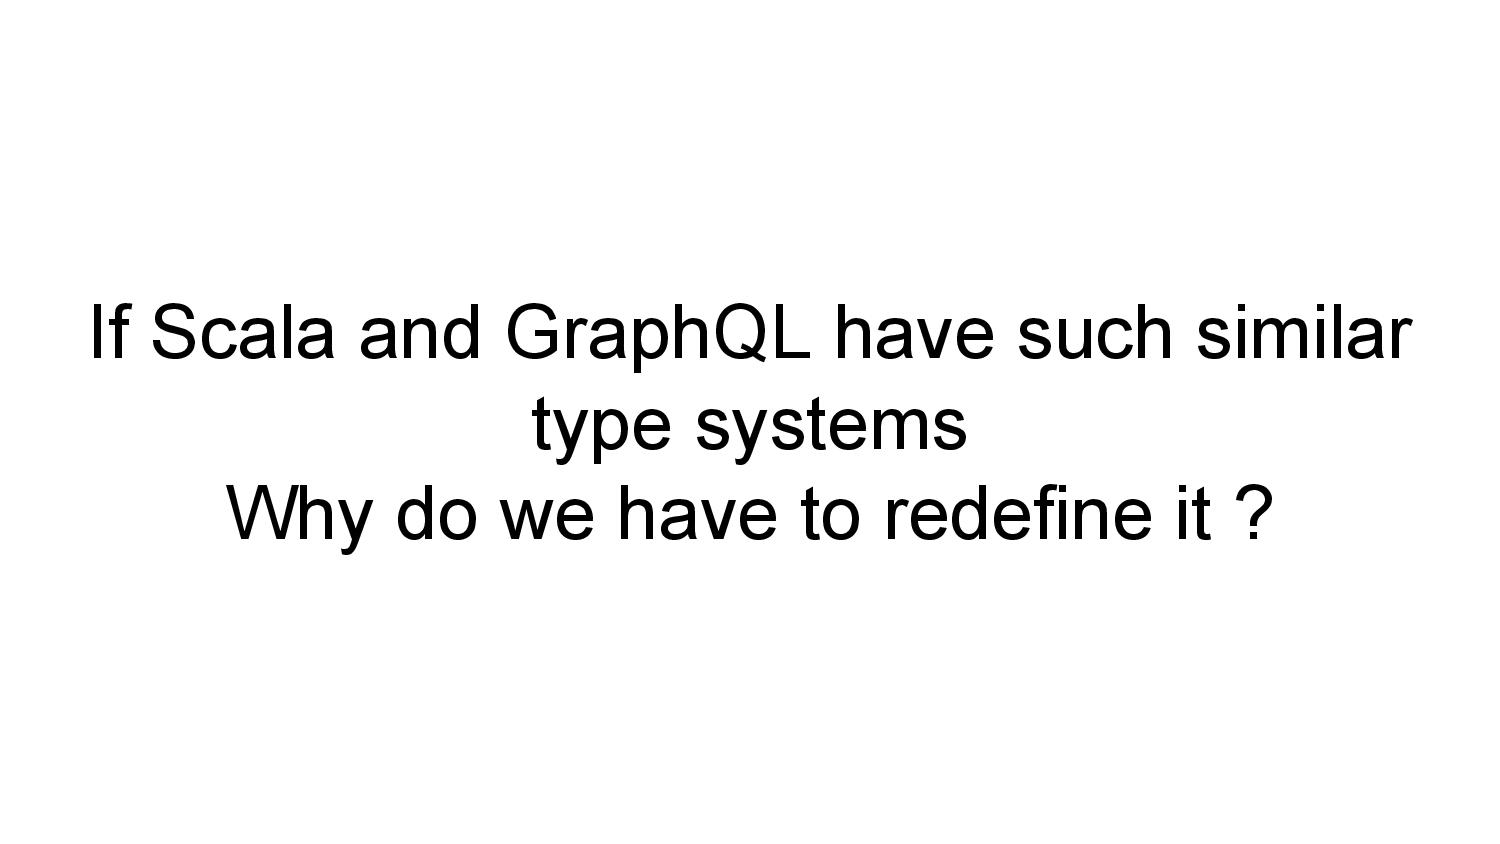 If Scala and GraphQL have such similar
type systems
Why do we have to redefine it ?